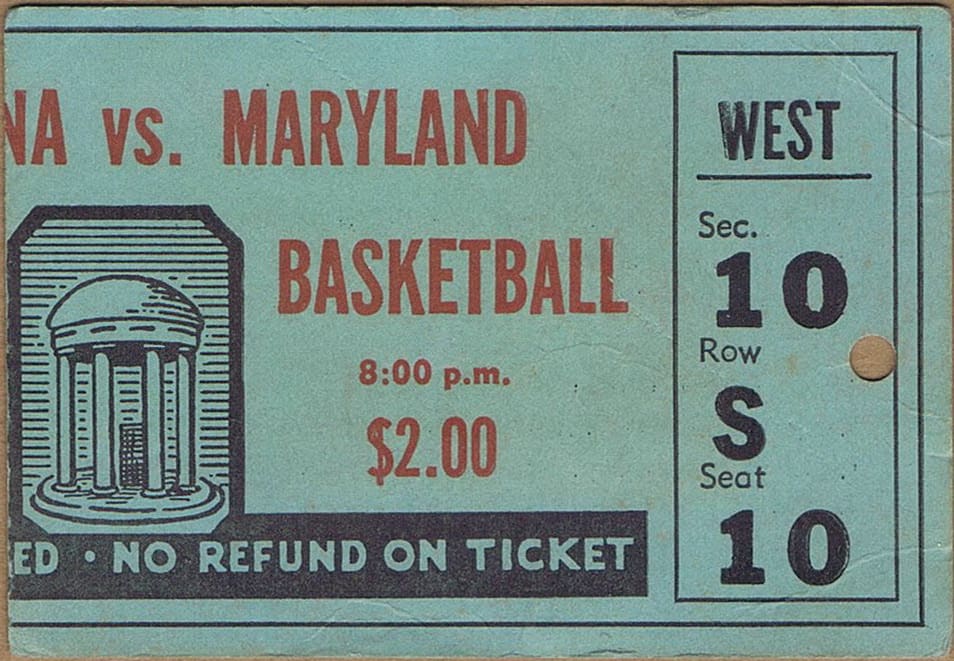 NA vs. MARYLAND
BASKETBALL
8:00 p.m.
$2.00
ED · NO REFUND ON TICKET
WEST
Sec.
10
Row
S
Seat
10